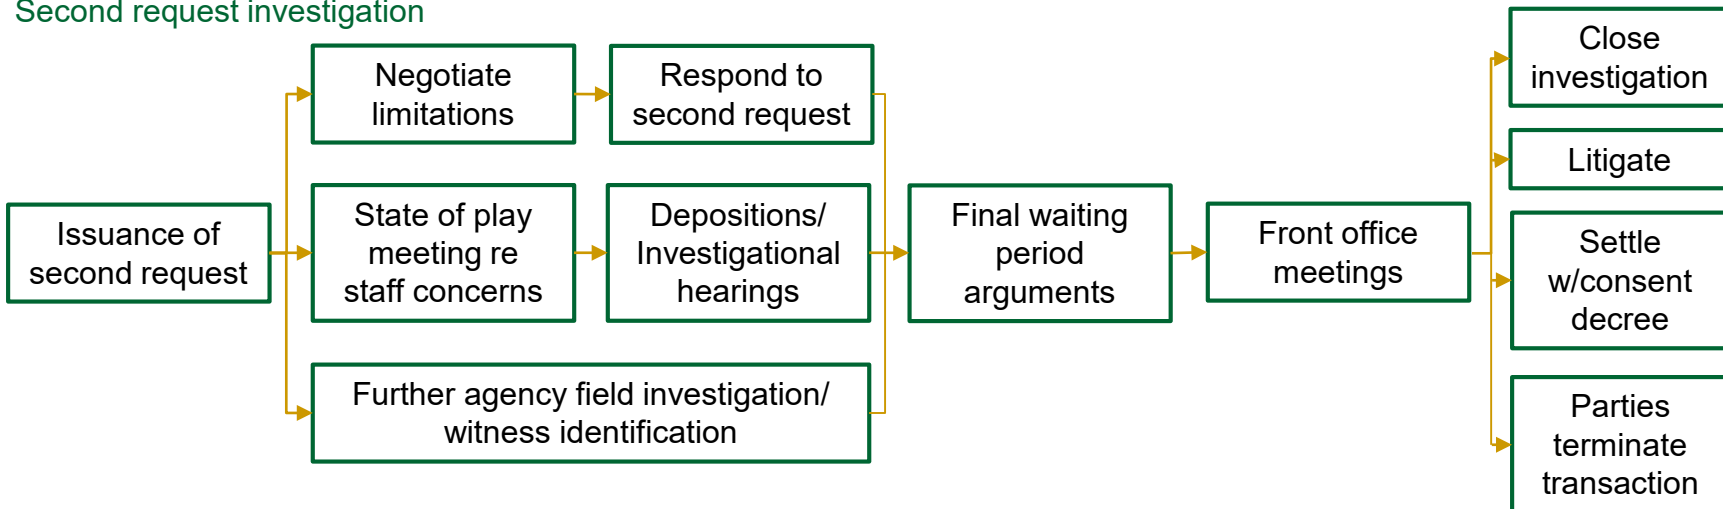 Second request investigation
Issuance of
second request
Negotiate
limitations
Respond to
second request
State of play
meeting re
staff concerns
Depositions/
Investigational
hearings
Further agency field investigation/
witness identification
Final waiting
period
arguments
Front office
meetings
Close
investigation
Litigate
Settle
w/consent
decree
Parties
terminate
transaction